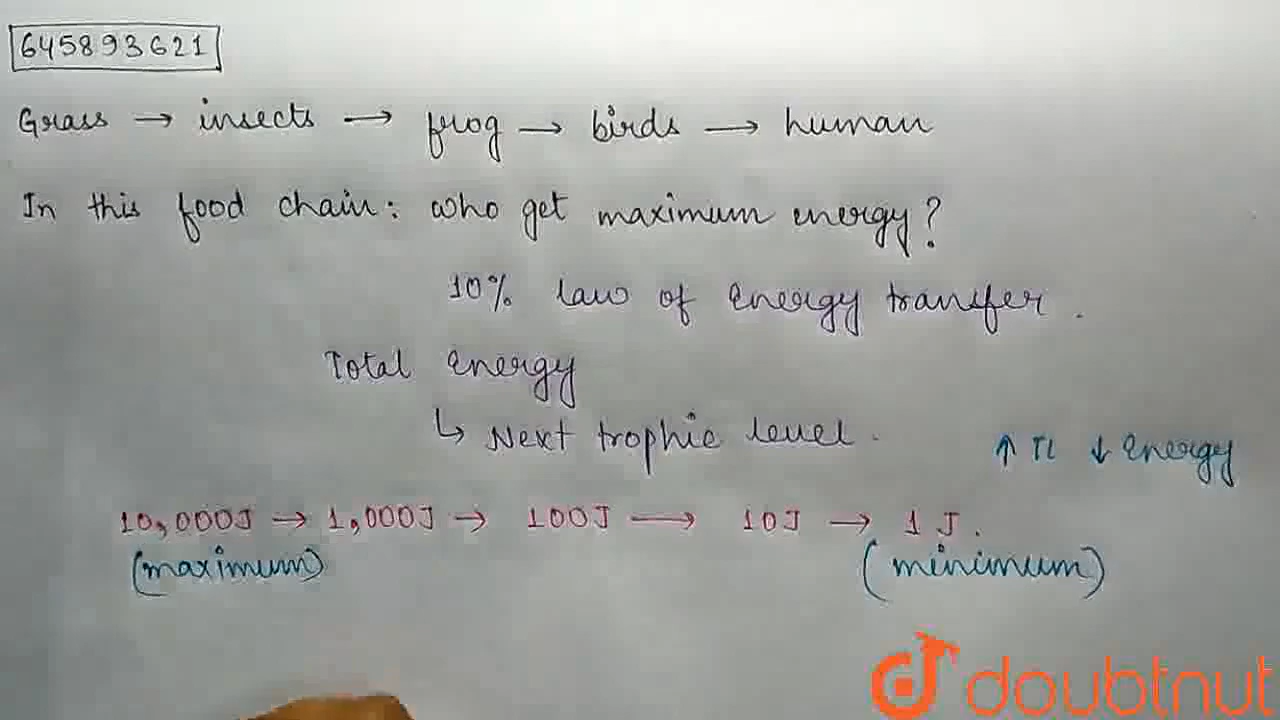 645893621
Grass → insects → frog → birds → human
In this food chain: who get maximum energy?
10% law of energy transfer.
Total energy
↳ Next trophic level.
↑ TL ↓ energy
10,000J → 1,000J → 100J → 10J → 1 J.
(maximum) (minimum)
doubtnut